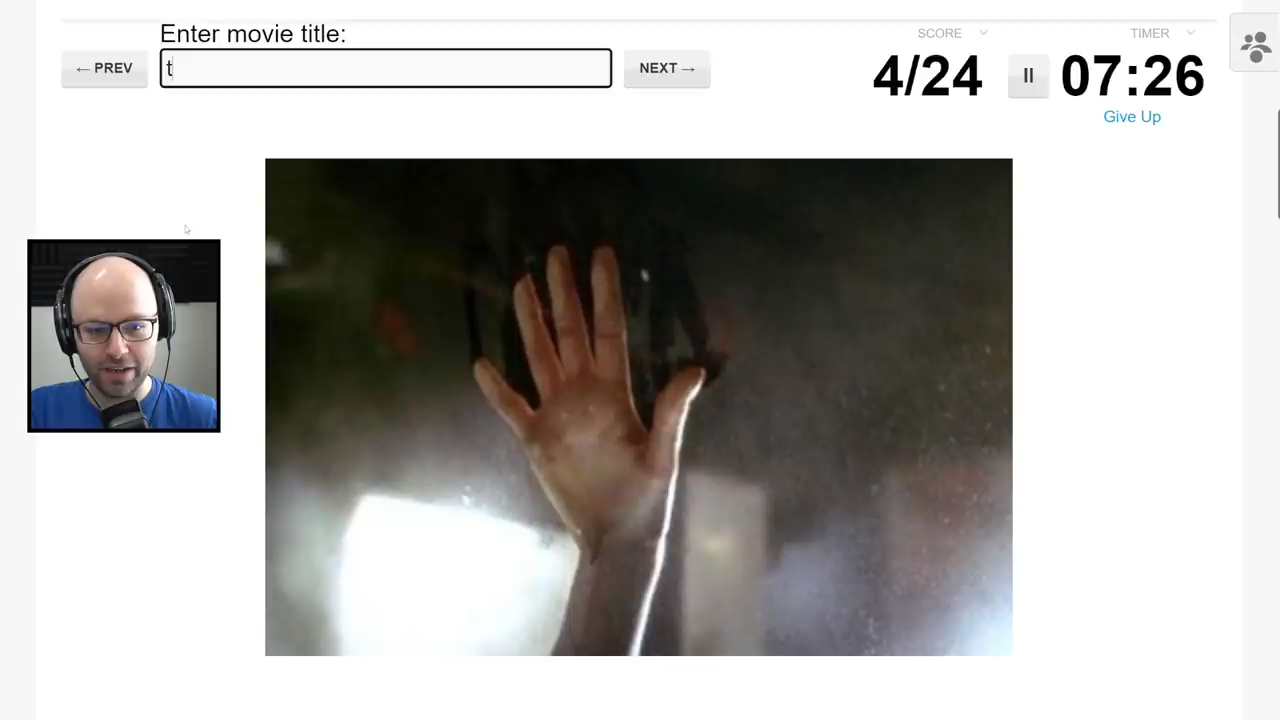 Enter movie title:
← PREV
t
NEXT →
SCORE
4/24
TIMER
07:26
Give Up